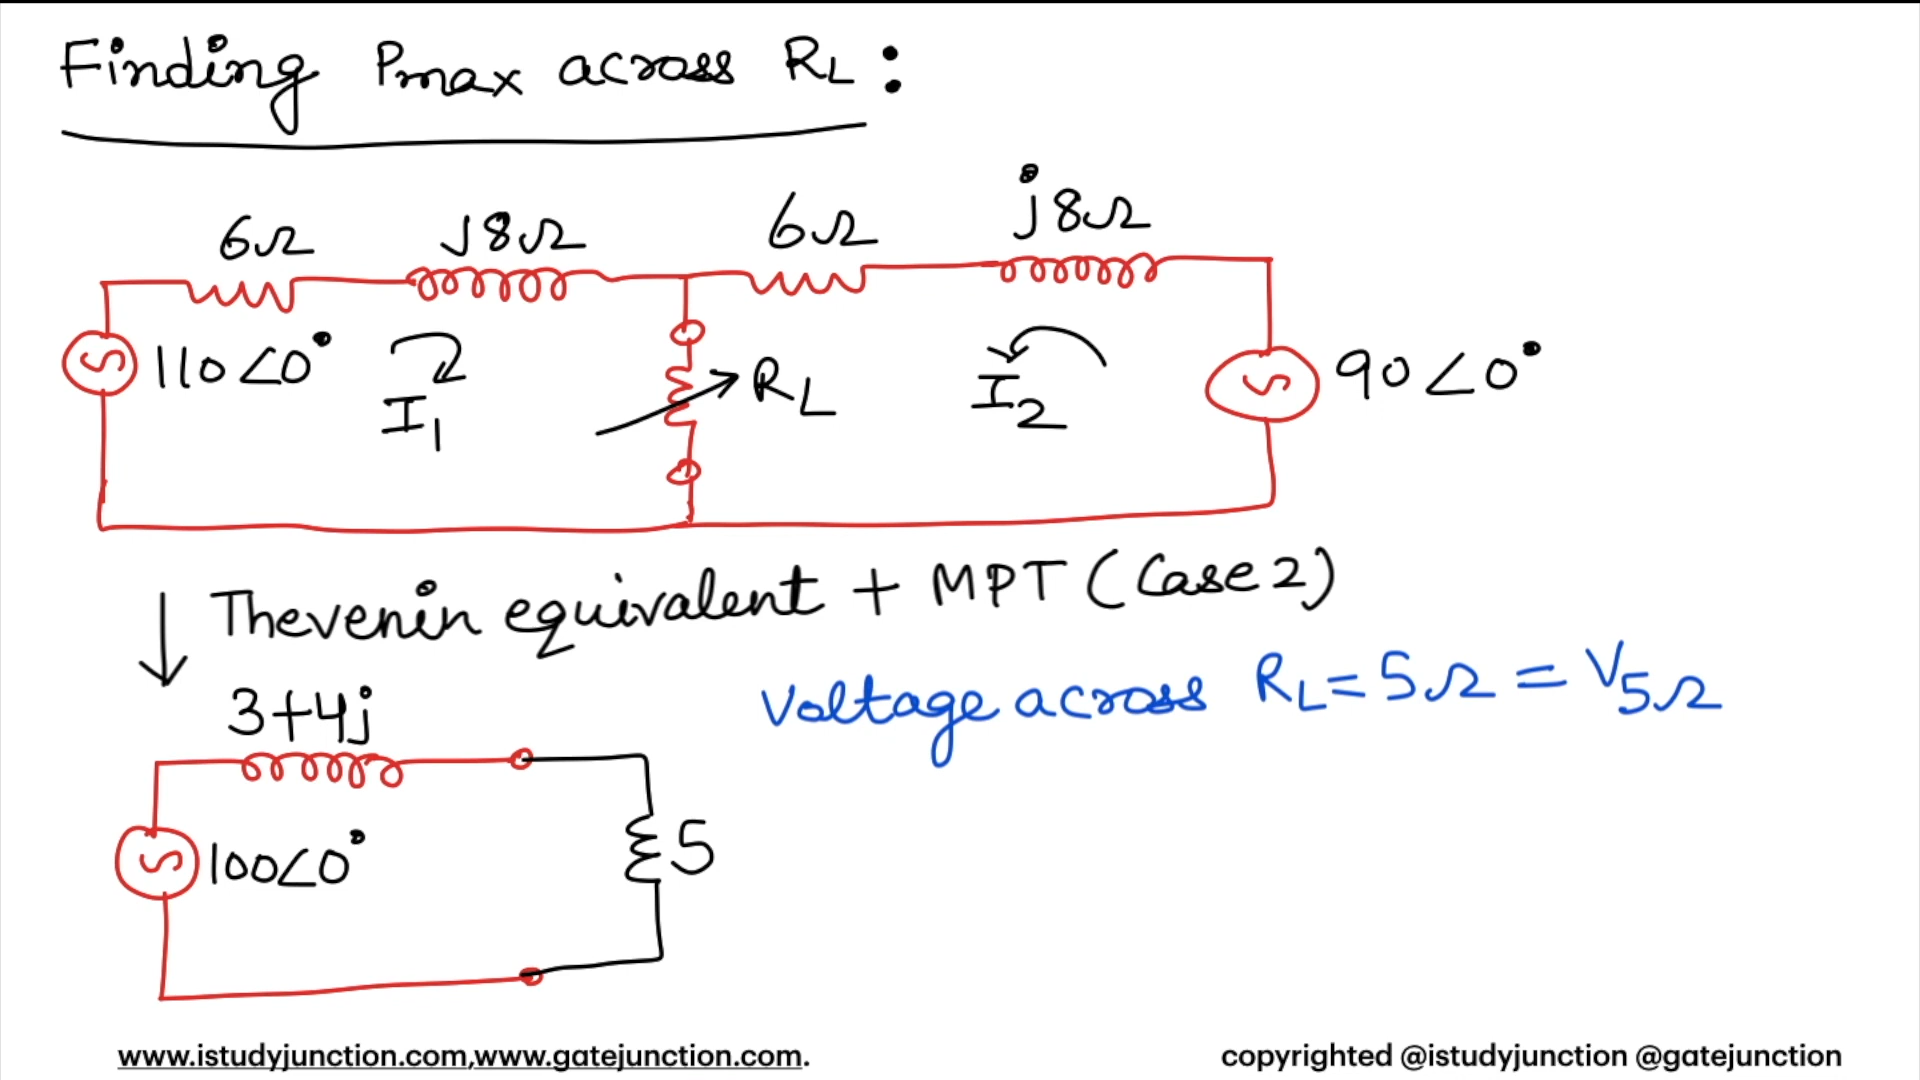 Finding Pmax across RL :
6Ω j8Ω 6Ω j8Ω
110∠0° I1 RL I2 90∠0°
↓ Thevenin equivalent + MPT (Case 2)
Voltage across RL = 5Ω = V5Ω
3+4j
100∠0° 5
www.istudyjunction.com,www.gatejunction.com.
copyrighted @istudyjunction @gatejunction